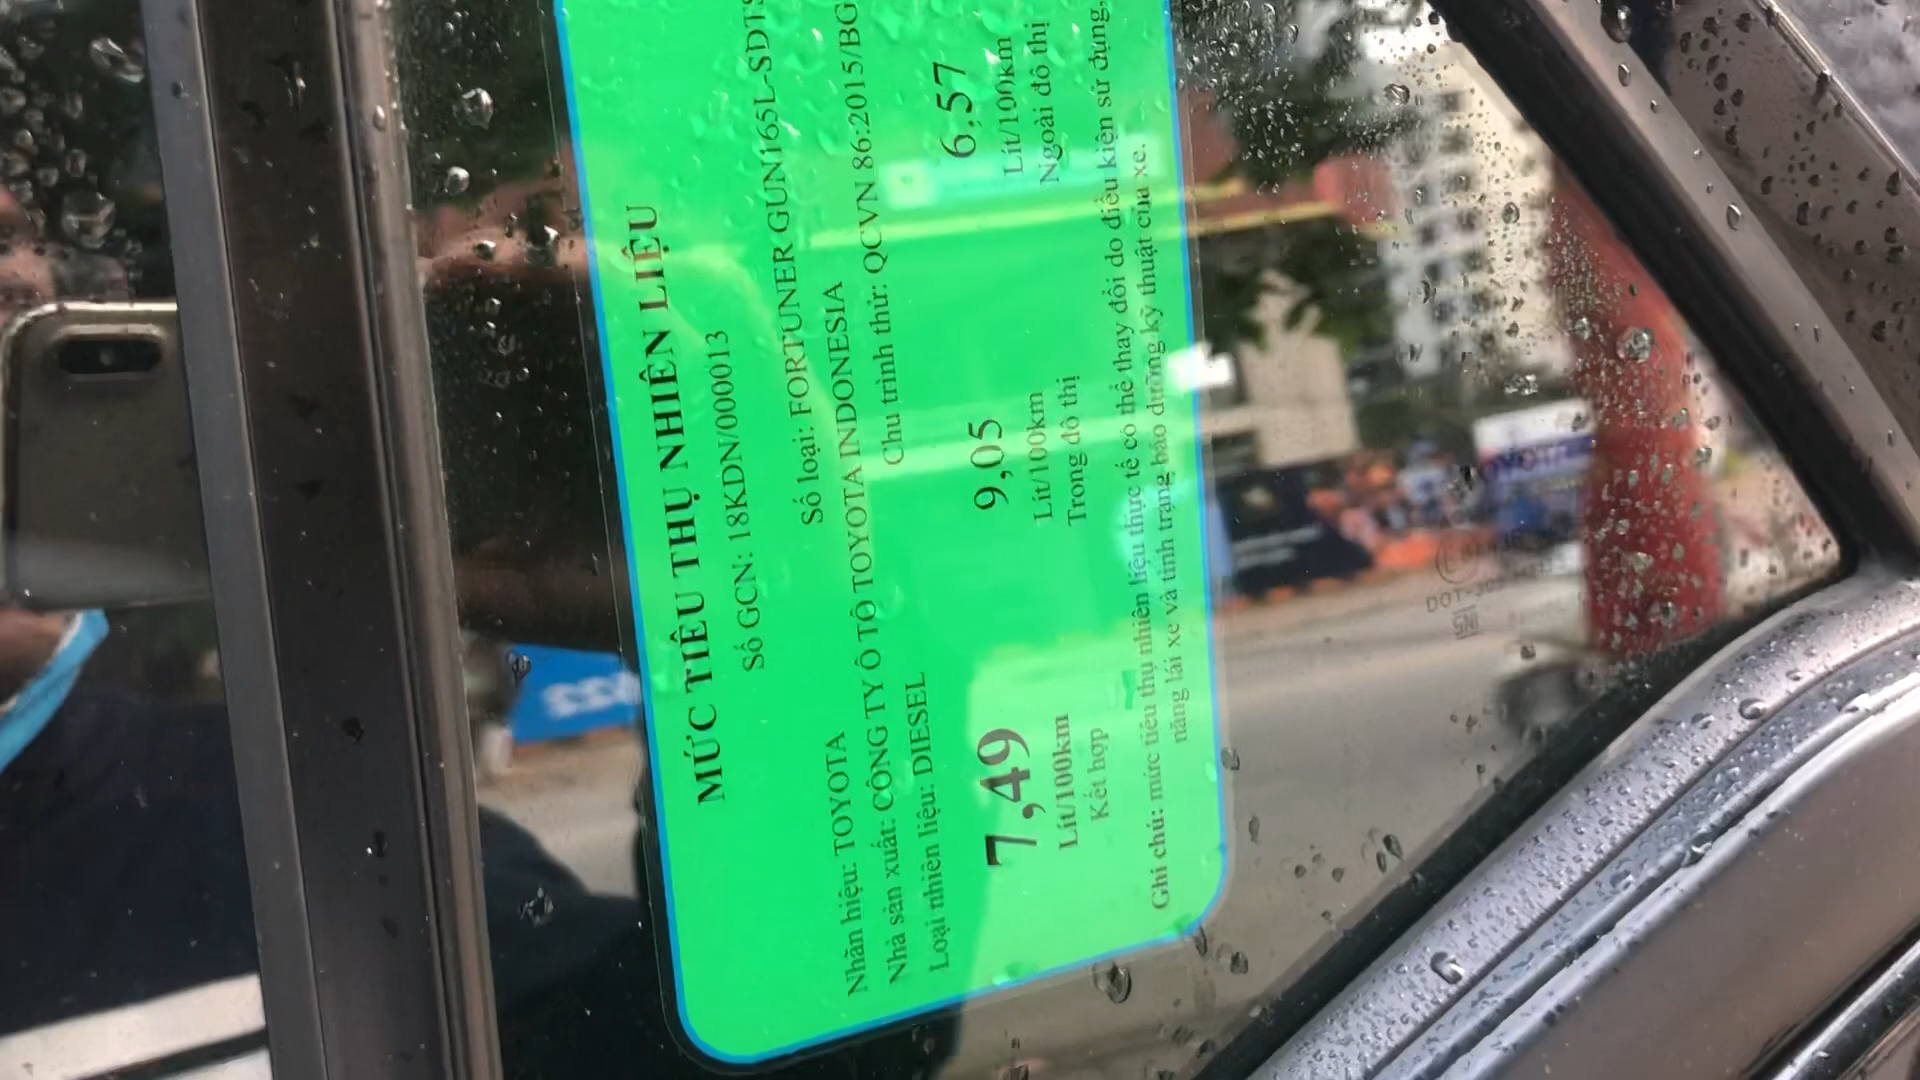 MỨC TIÊU THỤ NHIÊN LIỆU
Số GCN: 18KDN/000013
Nhãn hiệu: TOYOTA
Số loại: FORTUNER GUN165L-SDTS
Nhà sản xuất: CÔNG TY Ô TÔ TOYOTA INDONESIA
Loại nhiên liệu: DIESEL
Chu trình thử: QCVN 86:2015/BG
7,49
Lít/100km
Kết hợp
9,05
Lít/100km
Trong đô thị
6,57
Lít/100km
Ngoài đô thị
Ghi chú: mức tiêu thụ nhiên liệu thực tế có thể thay đổi do điều kiện sử dụng,
năng lái xe và tình trạng bảo dưỡng kỹ thuật của xe.
SNI